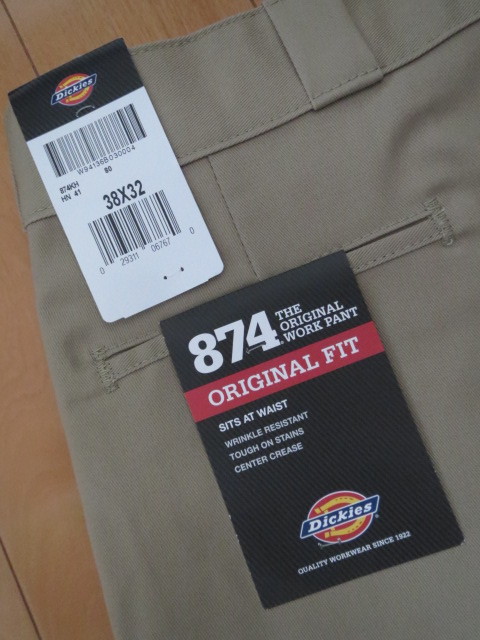 Dickies
W94136B030004
80
874KH
HN 41
38X32
0 29311 06767 0
874 THE ORIGINAL WORK PANT
ORIGINAL FIT
SITS AT WAIST
WRINKLE RESISTANT
TOUGH ON STAINS
CENTER CREASE
Dickies
QUALITY WORKWEAR SINCE 1922